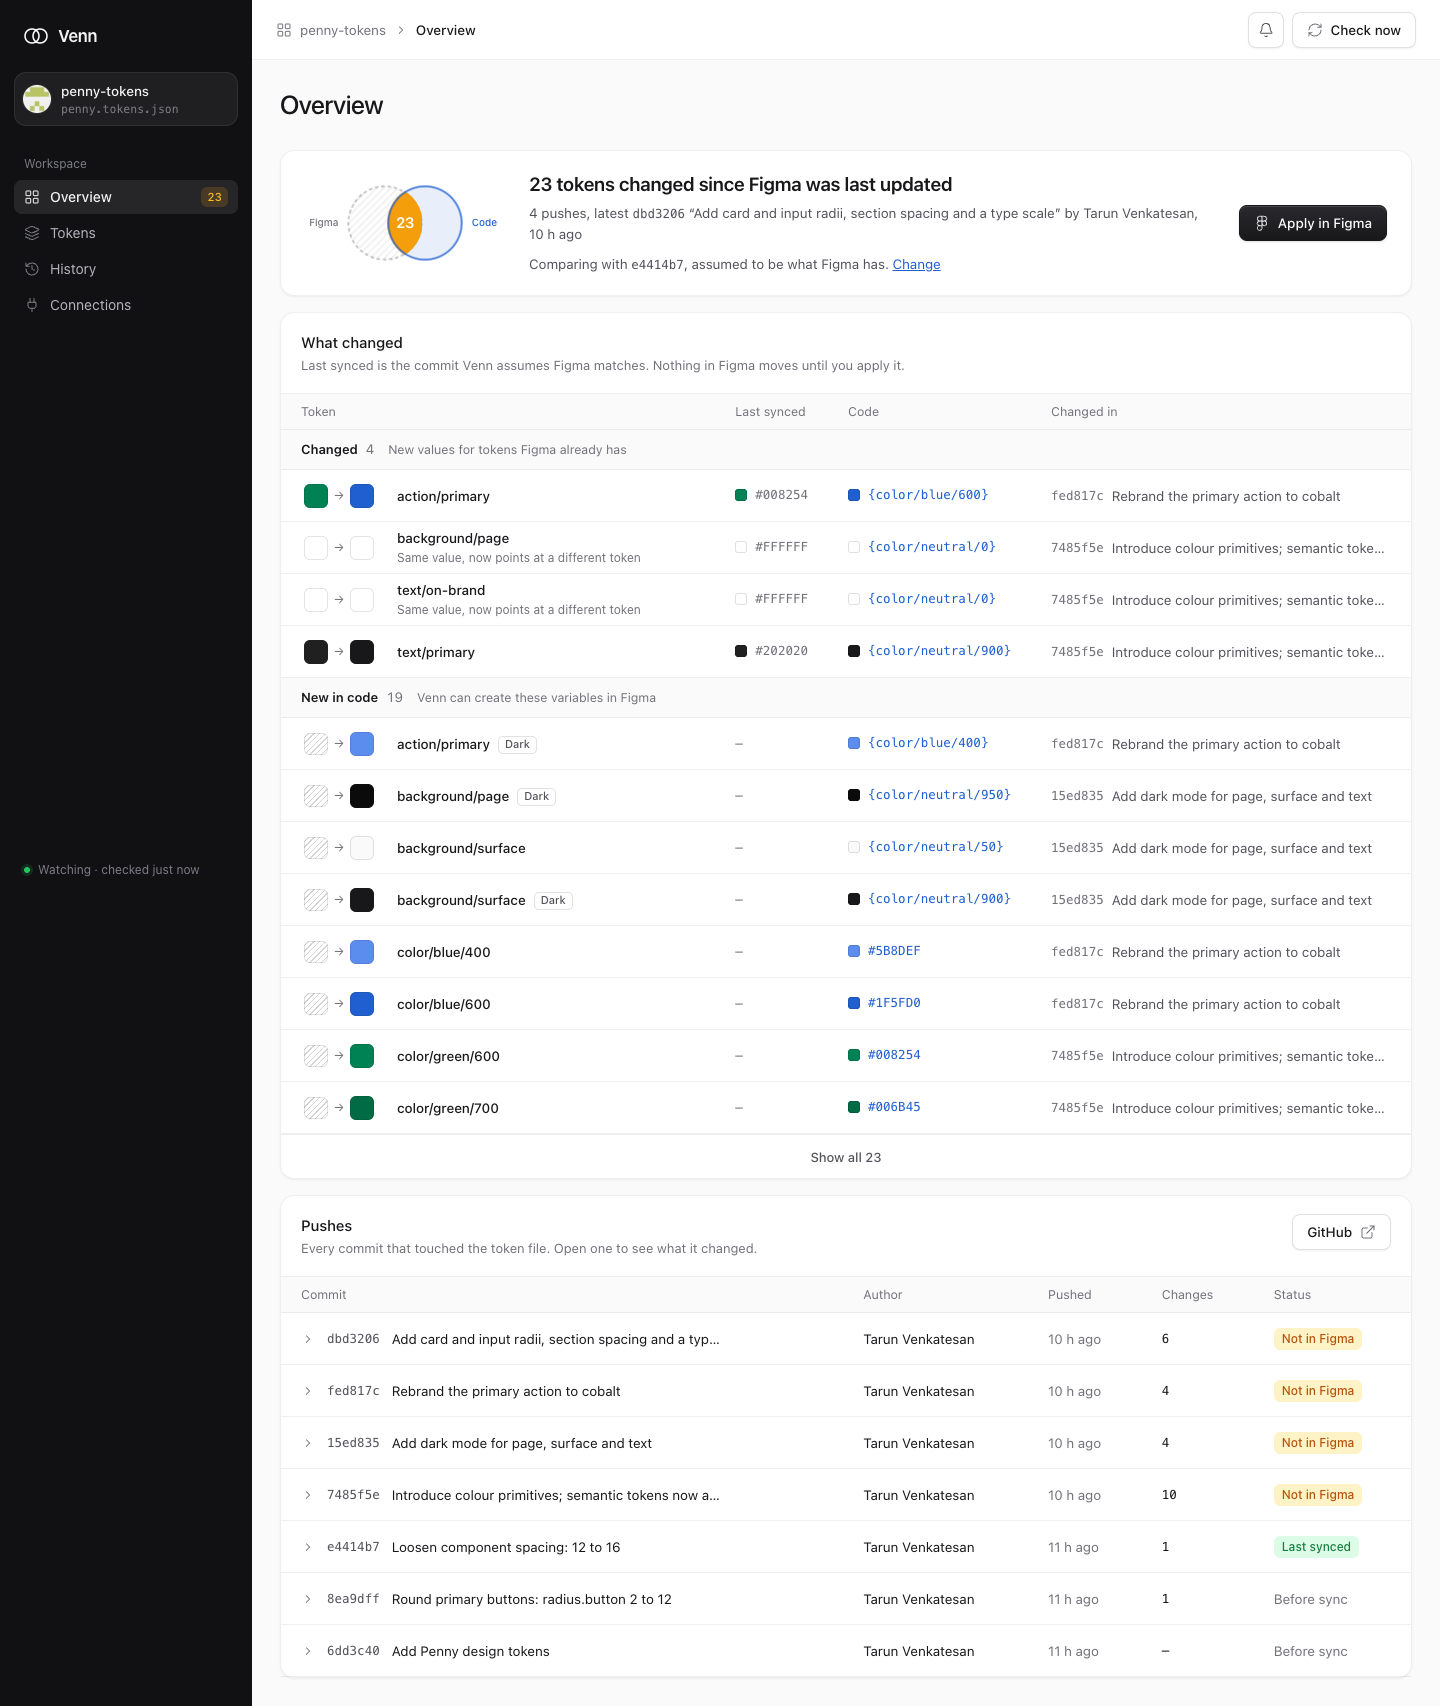 Venn
penny-tokens
penny.tokens.json
Workspace
Overview 23
Tokens
History
Connections
Watching · checked just now
penny-tokens > Overview
Check now
Overview
Figma 23 Code
23 tokens changed since Figma was last updated
4 pushes, latest dbd3206 “Add card and input radii, section spacing and a type scale” by Tarun Venkatesan,
10 h ago
Comparing with e4414b7, assumed to be what Figma has. Change
Apply in Figma
What changed
Last synced is the commit Venn assumes Figma matches. Nothing in Figma moves until you apply it.
Token Last synced Code Changed in
Changed 4 New values for tokens Figma already has
→ action/primary #008254 {color/blue/600} fed817c Rebrand the primary action to cobalt
→ background/page #FFFFFF {color/neutral/0} 7485f5e Introduce colour primitives; semantic toke...
Same value, now points at a different token
→ text/on-brand #FFFFFF {color/neutral/0} 7485f5e Introduce colour primitives; semantic toke...
Same value, now points at a different token
→ text/primary #202020 {color/neutral/900} 7485f5e Introduce colour primitives; semantic toke...
New in code 19 Venn can create these variables in Figma
→ action/primary Dark – {color/blue/400} fed817c Rebrand the primary action to cobalt
→ background/page Dark – {color/neutral/950} 15ed835 Add dark mode for page, surface and text
→ background/surface – {color/neutral/50} 15ed835 Add dark mode for page, surface and text
→ background/surface Dark – {color/neutral/900} 15ed835 Add dark mode for page, surface and text
→ color/blue/400 – #5B8DEF fed817c Rebrand the primary action to cobalt
→ color/blue/600 – #1F5FD0 fed817c Rebrand the primary action to cobalt
→ color/green/600 – #008254 7485f5e Introduce colour primitives; semantic toke...
→ color/green/700 – #006B45 7485f5e Introduce colour primitives; semantic toke...
Show all 23
Pushes
Every commit that touched the token file. Open one to see what it changed.
GitHub
Commit Author Pushed Changes Status
> dbd3206 Add card and input radii, section spacing and a typ... Tarun Venkatesan 10 h ago 6 Not in Figma
> fed817c Rebrand the primary action to cobalt Tarun Venkatesan 10 h ago 4 Not in Figma
> 15ed835 Add dark mode for page, surface and text Tarun Venkatesan 10 h ago 4 Not in Figma
> 7485f5e Introduce colour primitives; semantic tokens now a... Tarun Venkatesan 10 h ago 10 Not in Figma
> e4414b7 Loosen component spacing: 12 to 16 Tarun Venkatesan 11 h ago 1 Last synced
> 8ea9dff Round primary buttons: radius.button 2 to 12 Tarun Venkatesan 11 h ago 1 Before sync
> 6dd3c40 Add Penny design tokens Tarun Venkatesan 11 h ago – Before sync